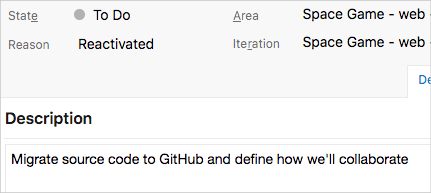 State To Do Area Space Game - web
Reason Reactivated Iteration Space Game - web
De
Description
Migrate source code to GitHub and define how we'll collaborate